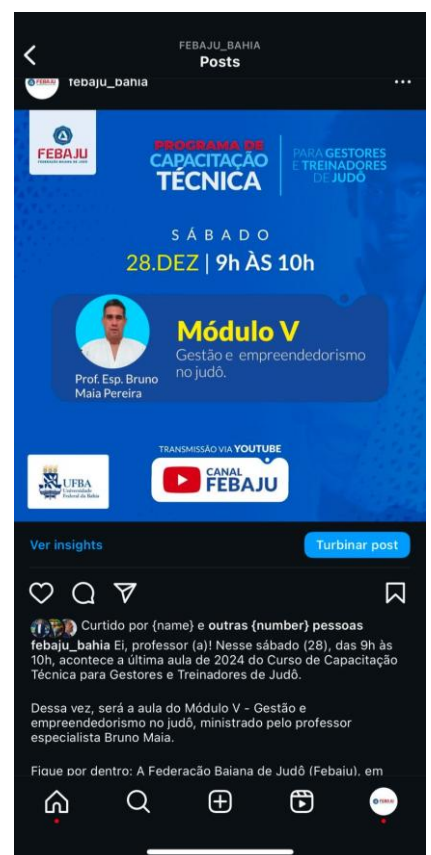 FEBAJU_BAHIA
Posts
febaju_bahia
FEBAJU
FEDERAÇÃO BAIANA DE JUDÔ
PROGRAMA DE
CAPACITAÇÃO
TÉCNICA
PARA GESTORES
E TREINADORES
DE JUDÔ
SÁBADO
28.DEZ | 9h ÀS 10h
Módulo V
Gestão e empreendedorismo
no judô.
Prof. Esp. Bruno
Maia Pereira
TRANSMISSÃO VIA YOUTUBE
CANAL
FEBAJU
UFBA
Universidade
Federal da Bahia
Ver insights
Turbinar post
Curtido por {name} e outras {number} pessoas
febaju_bahia Ei, professor (a)! Nesse sábado (28), das 9h às
10h, acontece a última aula de 2024 do Curso de Capacitação
Técnica para Gestores e Treinadores de Judô.
Dessa vez, será a aula do Módulo V - Gestão e
empreendedorismo no judô, ministrado pelo professor
especialista Bruno Maia.
Fique por dentro: A Federação Baiana de Judô (Febaju), em